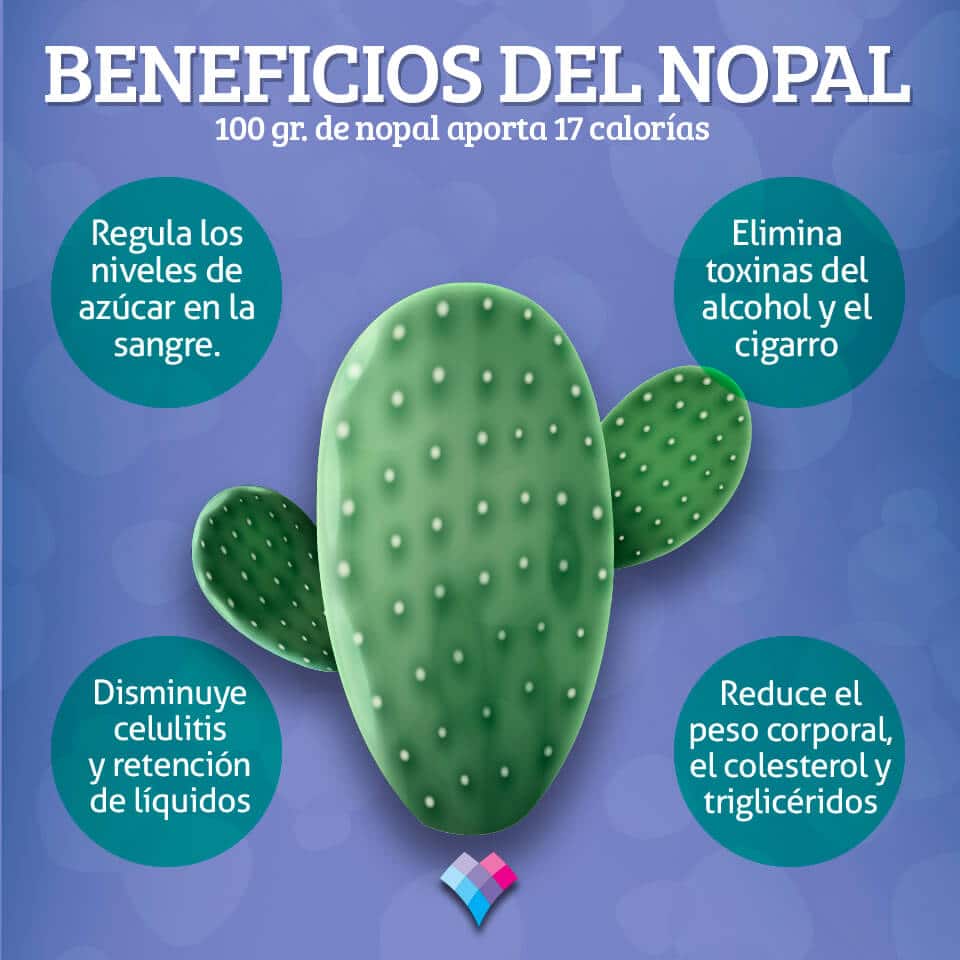 BENEFICIOS DEL NOPAL
100 gr. de nopal aporta 17 calorías
Regula los
niveles de
azúcar en la
sangre.
Elimina
toxinas del
alcohol y el
cigarro
Disminuye
celulitis
y retención
de líquidos
Reduce el
peso corporal,
el colesterol y
triglicéridos